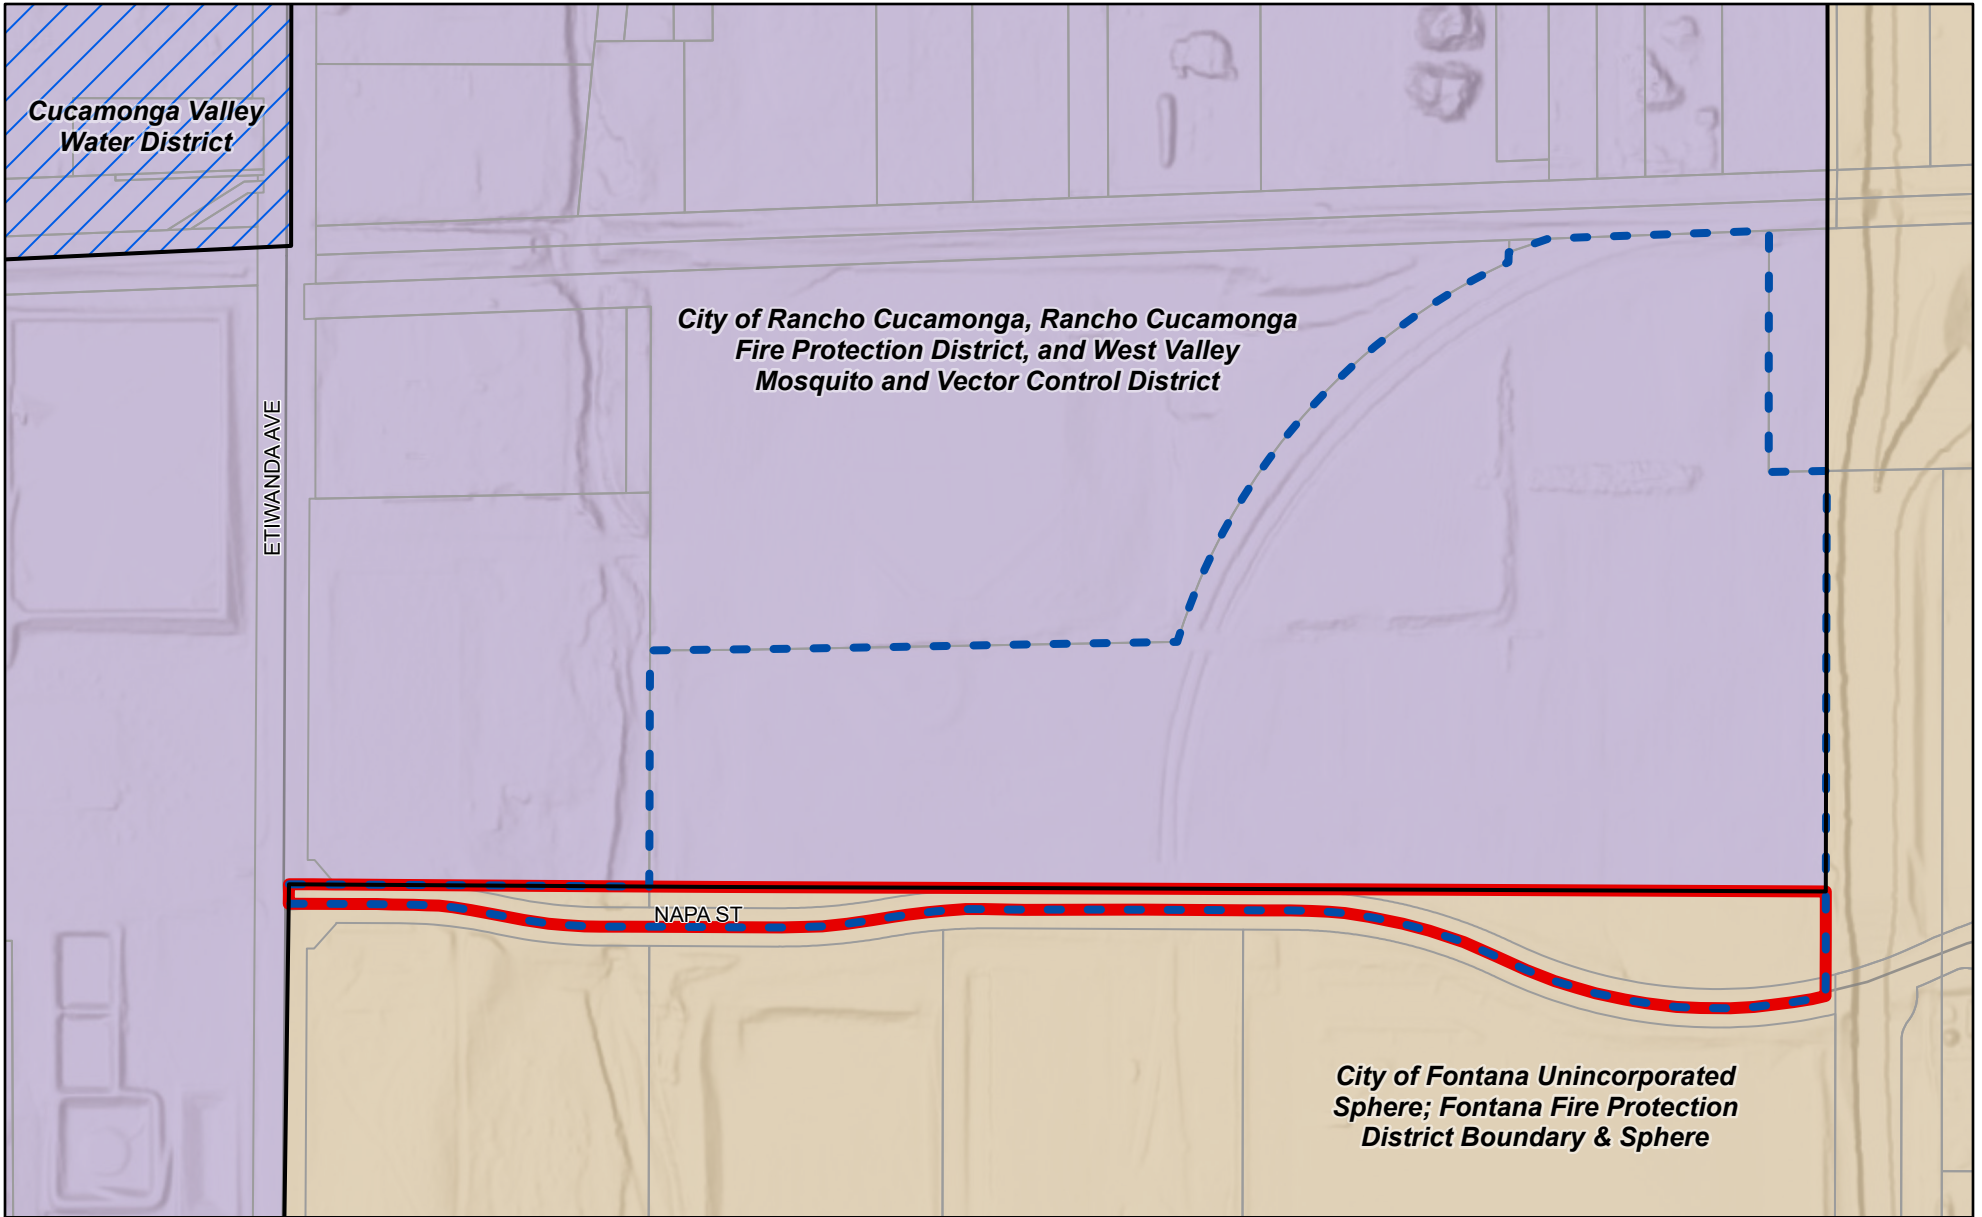 Cucamonga Valley
Water District
City of Rancho Cucamonga, Rancho Cucamonga
Fire Protection District, and West Valley
Mosquito and Vector Control District
ETIWANDA AVE
NAPA ST
City of Fontana Unincorporated
Sphere; Fontana Fire Protection
District Boundary & Sphere